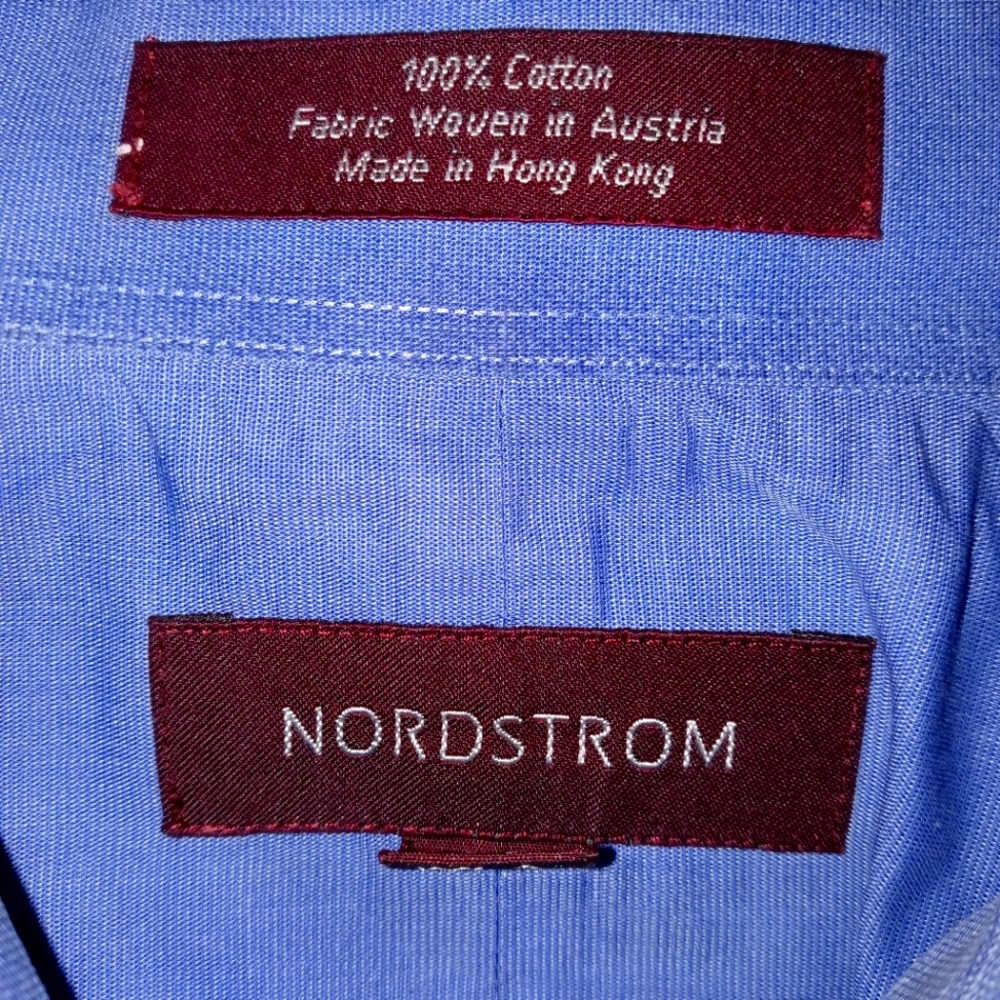 100% Cotton
Fabric Woven in Austria
Made in Hong Kong
NORDSTROM